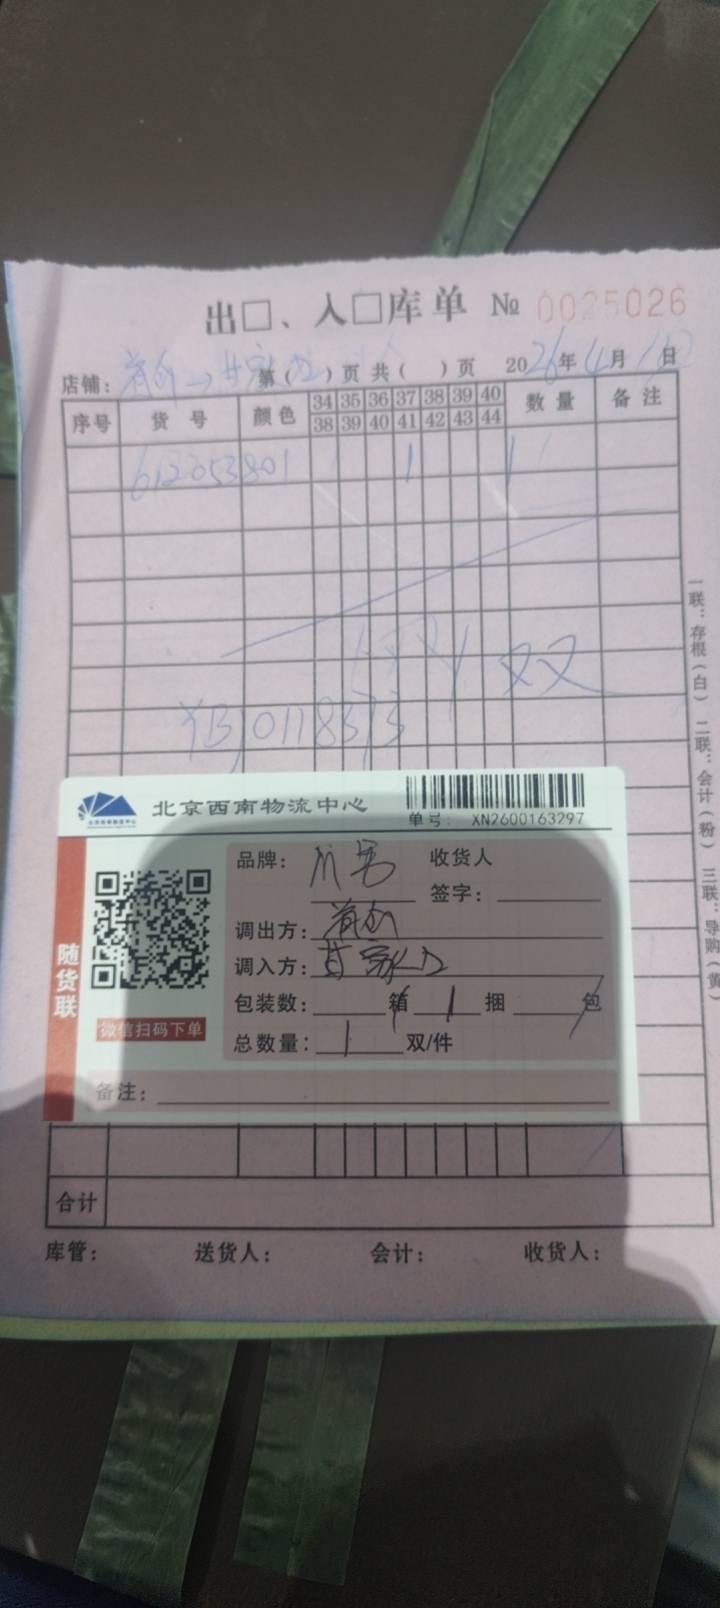 出□、入□库单 № 0025026
店铺: 第( )页 共( )页 2026年4月 日
序号 货号 颜色 34 35 36 37 38 39 40 数量 备注
38 39 40 41 42 43 44
612053801 1 1
双
YBJ0118373
一联:存根(白) 二联:会计(粉) 三联:导购(黄
北京西南物流中心
单号: XN2600163297
随货联
微信扫码下单
品牌: 收货人
签字:
调出方:
调入方:
包装数: 箱 1 捆 包
总数量: 1 双/件
备注:
合计
库管: 送货人: 会计: 收货人: